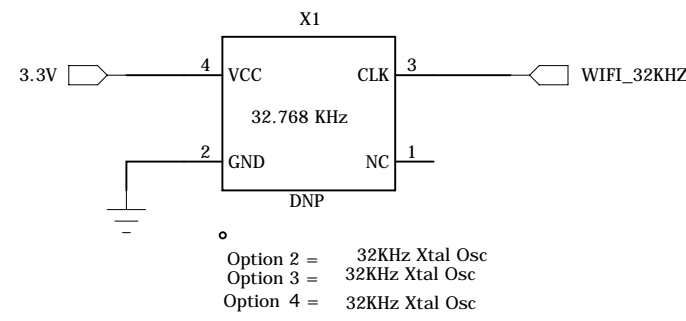 X1
3.3V
4
VCC
CLK
3
WIFI_32KHZ
32.768 KHz
2
GND
NC
1
DNP
Option 2 = 32KHz Xtal Osc
Option 3 = 32KHz Xtal Osc
Option 4 = 32KHz Xtal Osc